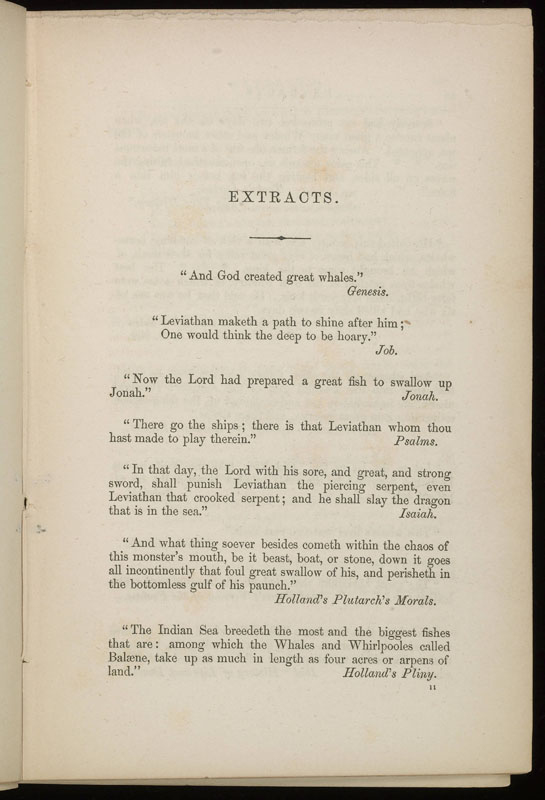 EXTRACTS.
“And God created great whales.”
Genesis.
“Leviathan maketh a path to shine after him;
One would think the deep to be hoary.”
Job.
“Now the Lord had prepared a great fish to swallow up
Jonah.” Jonah.
“There go the ships; there is that Leviathan whom thou
hast made to play therein.” Psalms.
“In that day, the Lord with his sore, and great, and strong
sword, shall punish Leviathan the piercing serpent, even
Leviathan that crooked serpent; and he shall slay the dragon
that is in the sea.” Isaiah.
“And what thing soever besides cometh within the chaos of
this monster’s mouth, be it beast, boat, or stone, down it goes
all incontinently that foul great swallow of his, and perisheth in
the bottomless gulf of his paunch.”
Holland’s Plutarch’s Morals.
“The Indian Sea breedeth the most and the biggest fishes
that are: among which the Whales and Whirlpooles called
Balæne, take up as much in length as four acres or arpens of
land.” Holland’s Pliny.
11